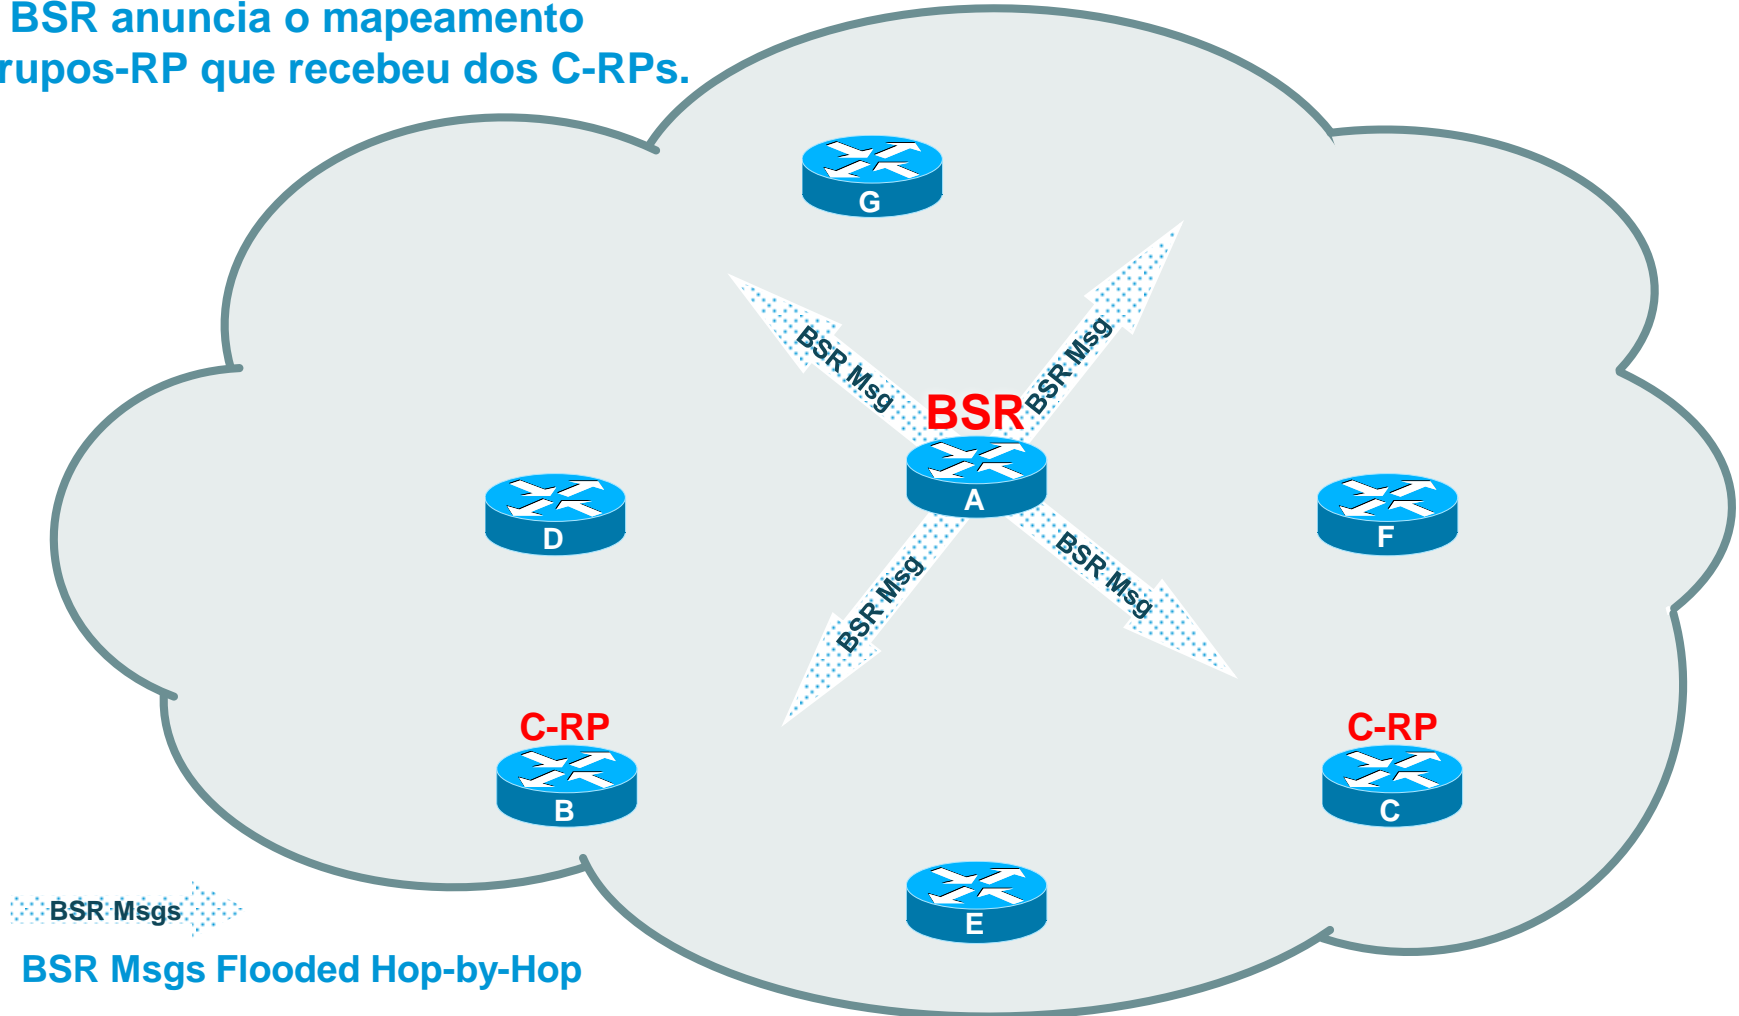 BSR anuncia o mapeamento
rupos-RP que recebeu dos C-RPs.
G
BSR Msg
BSR Msg
BSR
A
D
F
BSR Msg
BSR Msg
C-RP
B
C-RP
C
E
BSR Msgs
BSR Msgs Flooded Hop-by-Hop